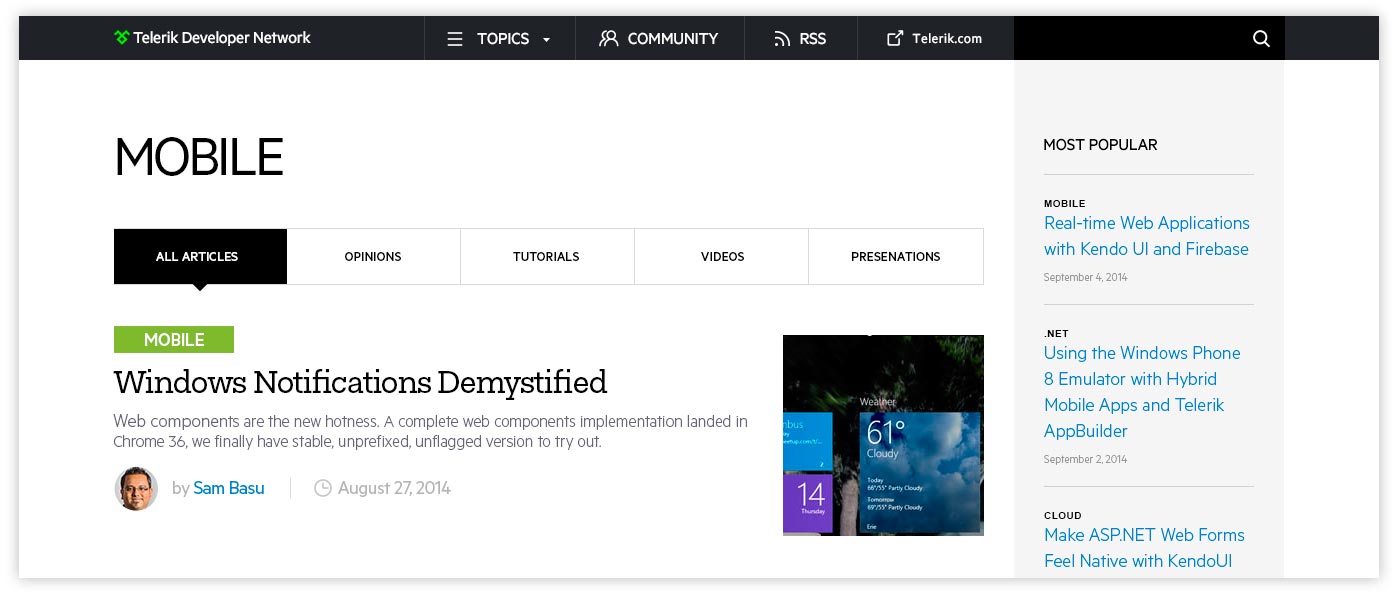 Telerik Developer Network
TOPICS
COMMUNITY
RSS
Telerik.com
MOBILE
ALL ARTICLES
OPINIONS
TUTORIALS
VIDEOS
PRESENATIONS
MOBILE
Windows Notifications Demystified
Web components are the new hotness. A complete web components implementation landed in
Chrome 36, we finally have stable, unprefixed, unflagged version to try out.
by Sam Basu
August 27, 2014
Weather
61°
Cloudy
Today
66°/55° Partly Cloudy
Tomorrow
69°/55° Partly Cloudy
Erie
14
Thursday
MOST POPULAR
MOBILE
Real-time Web Applications
with Kendo UI and Firebase
September 4, 2014
.NET
Using the Windows Phone
8 Emulator with Hybrid
Mobile Apps and Telerik
AppBuilder
September 2, 2014
CLOUD
Make ASP.NET Web Forms
Feel Native with KendoUI